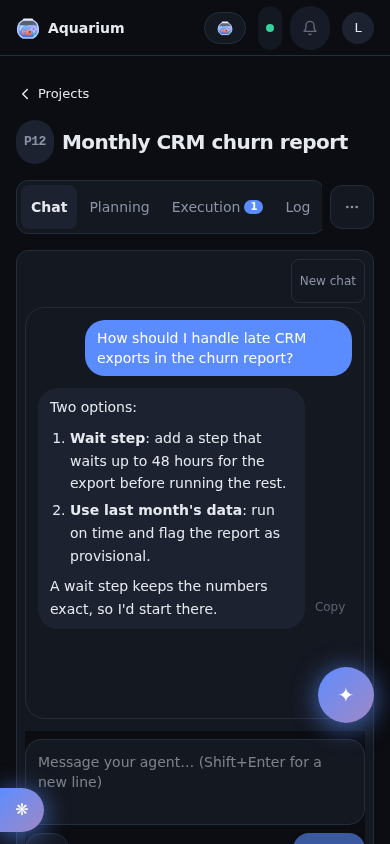 Aquarium
L
Projects
P12
Monthly CRM churn report
Chat
Planning
Execution 1
Log
New chat
How should I handle late CRM
exports in the churn report?
Two options:
1. Wait step: add a step that
waits up to 48 hours for the
export before running the rest.
2. Use last month's data: run
on time and flag the report as
provisional.
A wait step keeps the numbers
exact, so I'd start there.
Copy
Message your agent... (Shift+Enter for a
new line)